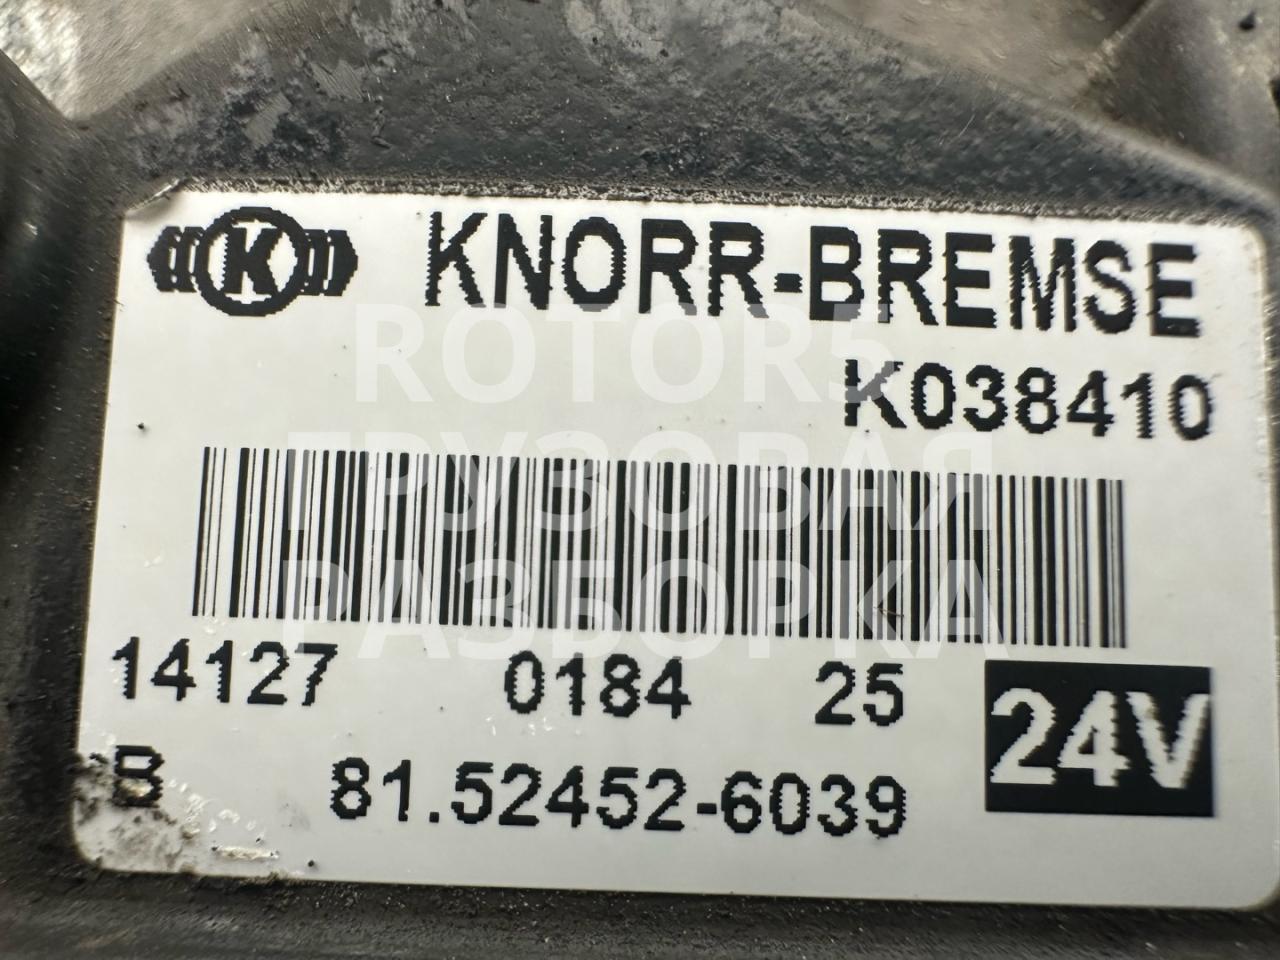 K KNORR-BREMSE
ROTOR5
K038410
ГРУЗОВАЯ
РАЗБОРКА
14127 0184 25
24V
B 81.52452-6039